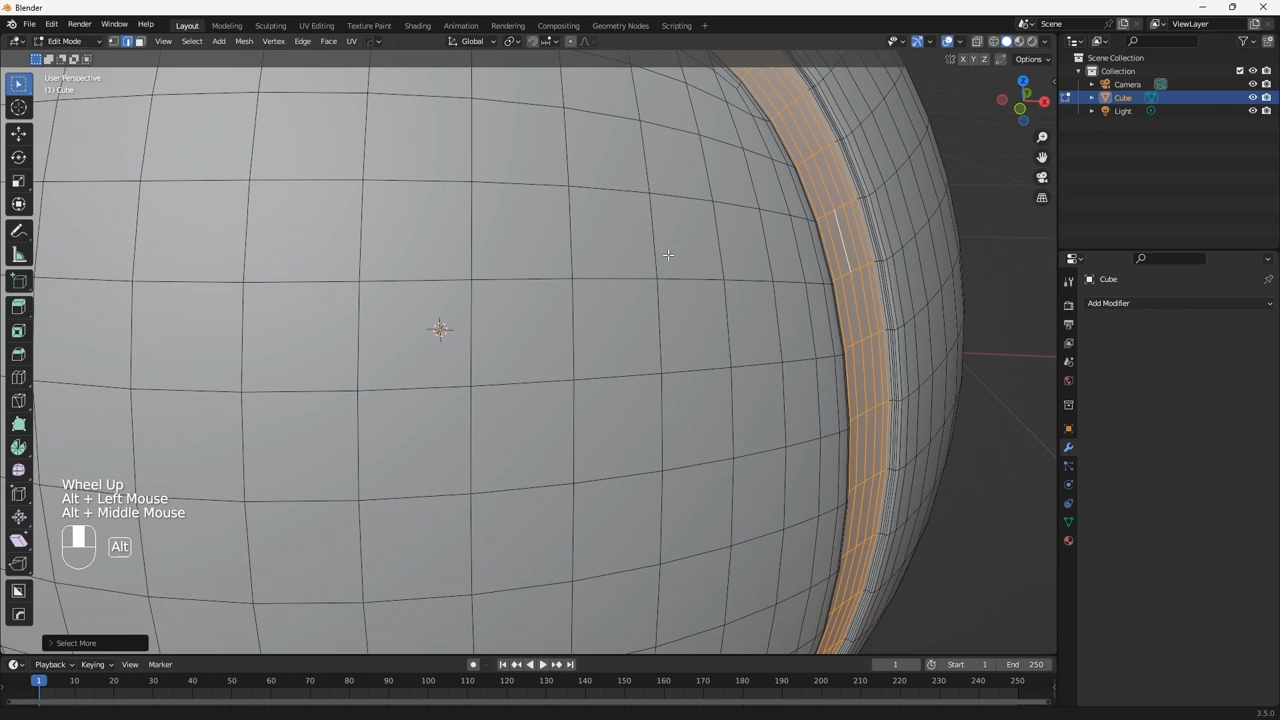 Blender
File Edit Render Window Help Layout Modeling Sculpting UV Editing Texture Paint Shading Animation Rendering Compositing Geometry Nodes Scripting + Scene ViewLayer
Edit Mode View Select Add Mesh Vertex Edge Face UV Global
X Y Z Options
User Perspective
(1) Cube
Z
Y
X
Scene Collection
Collection
Camera
Cube
Light
Cube
Add Modifier
Wheel Up
Alt + Left Mouse
Alt + Middle Mouse
Alt
> Select More
Playback Keying View Marker 1 Start 1 End 250
1 10 20 30 40 50 60 70 80 90 100 110 120 130 140 150 160 170 180 190 200 210 220 230 240 250
3.5.0